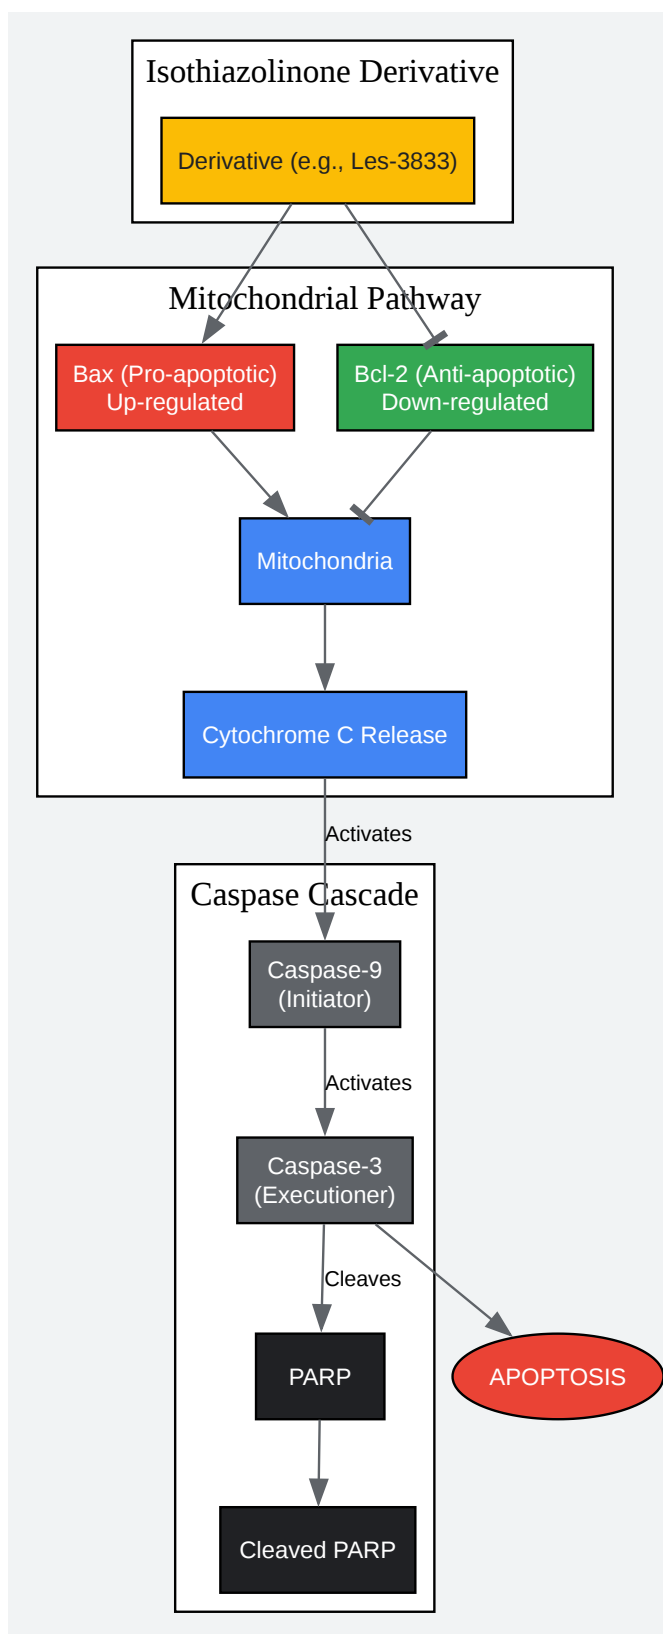 Isothiazolinone Derivative
Derivative (e.g., Les-3833)
Mitochondrial Pathway
Bax (Pro-apoptotic)
Up-regulated
Bcl-2 (Anti-apoptotic)
Down-regulated
Mitochondria
Cytochrome C Release
Activates
Caspase Cascade
Caspase-9
(Initiator)
Activates
Caspase-3
(Executioner)
Cleaves
PARP
APOPTOSIS
Cleaved PARP